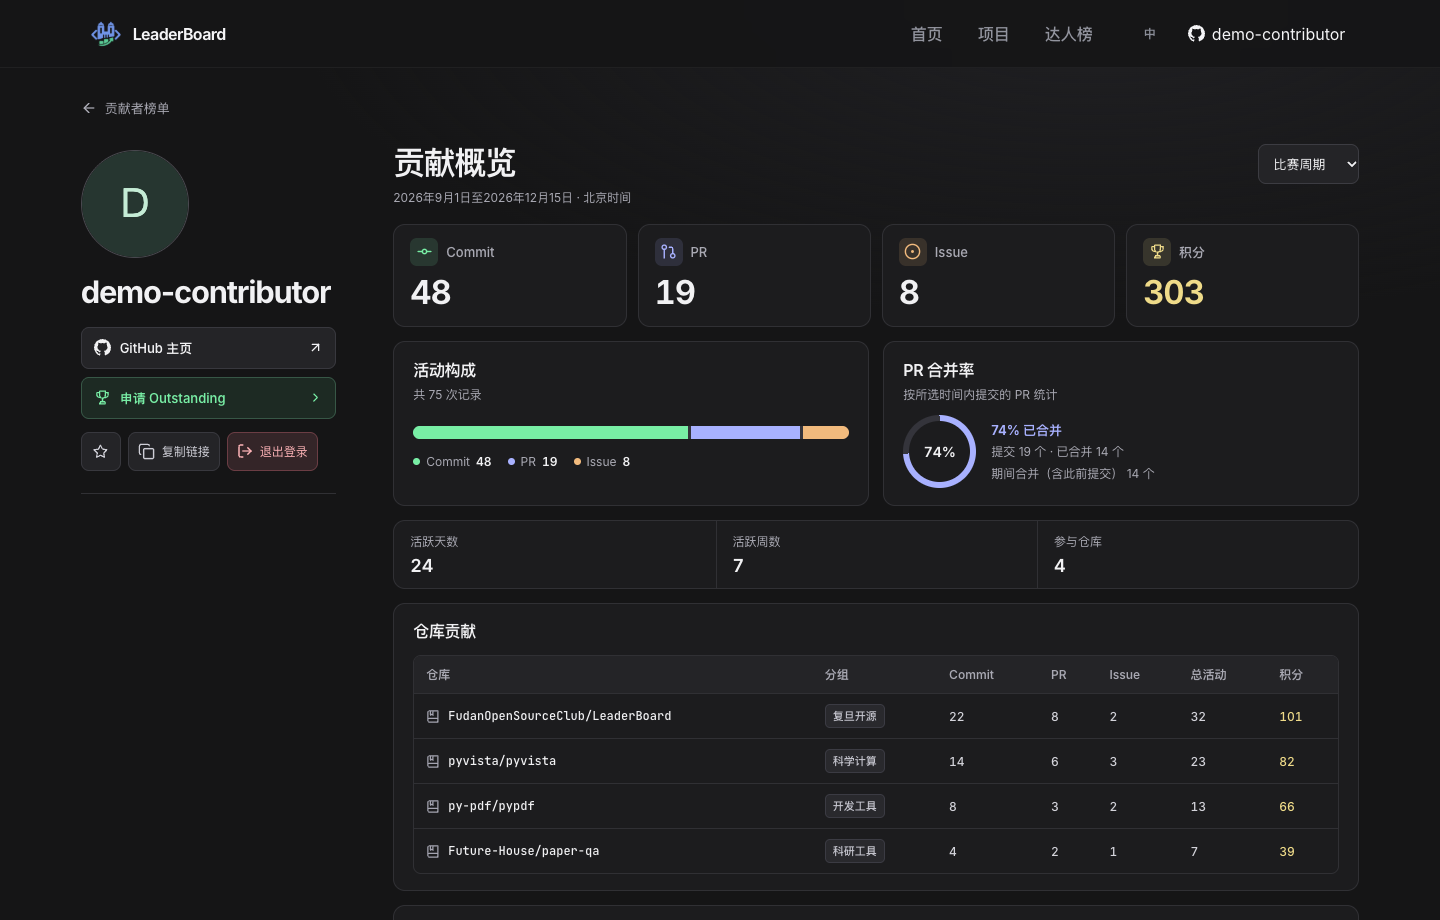 LeaderBoard
首页 项目 达人榜 中 demo-contributor
贡献者榜单
D
demo-contributor
GitHub 主页
申请 Outstanding
复制链接 退出登录
贡献概览
比赛周期
2026年9月1日至2026年12月15日 · 北京时间
Commit
48
PR
19
Issue
8
积分
303
活动构成
共 75 次记录
Commit 48 PR 19 Issue 8
PR 合并率
按所选时间内提交的 PR 统计
74%
74% 已合并
提交 19 个 · 已合并 14 个
期间合并（含此前提交） 14 个
活跃天数
24
活跃周数
7
参与仓库
4
仓库贡献
仓库 分组 Commit PR Issue 总活动 积分
FudanOpenSourceClub/LeaderBoard 复旦开源 22 8 2 32 101
pyvista/pyvista 科学计算 14 6 3 23 82
py-pdf/pypdf 开发工具 8 3 2 13 66
Future-House/paper-qa 科研工具 4 2 1 7 39